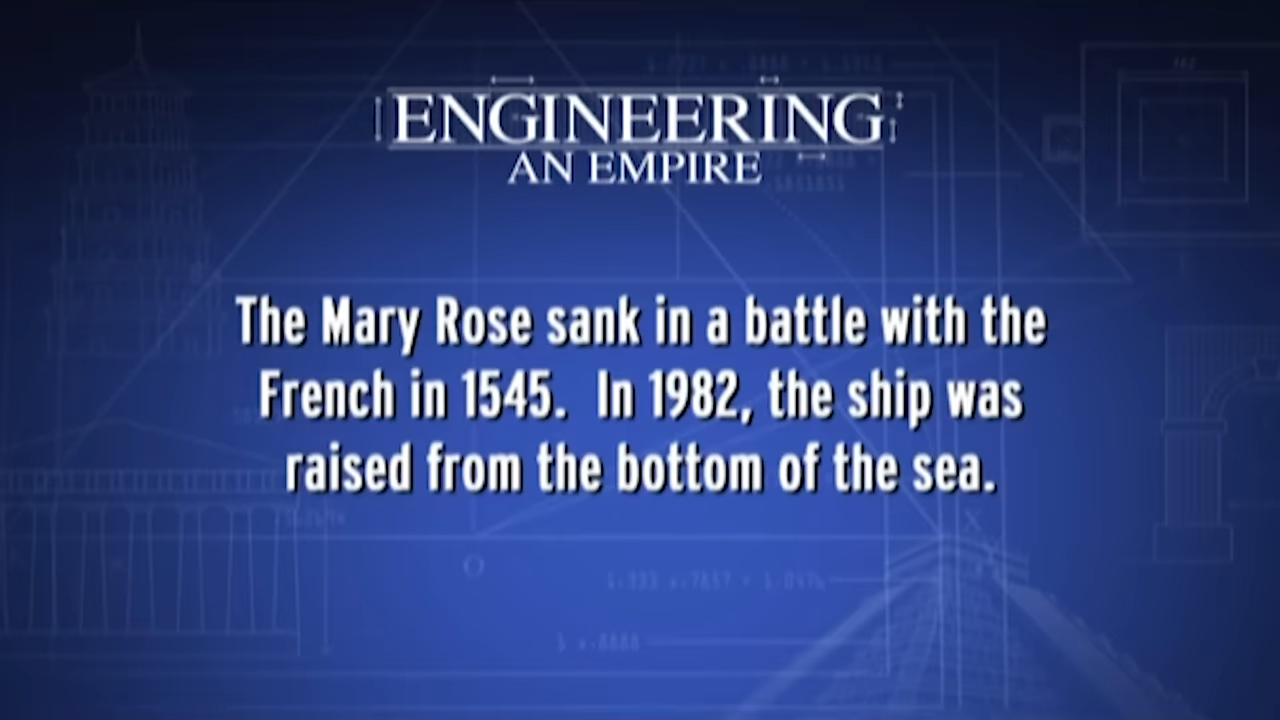 ENGINEERING
AN EMPIRE
The Mary Rose sank in a battle with the
French in 1545.  In 1982, the ship was
raised from the bottom of the sea.